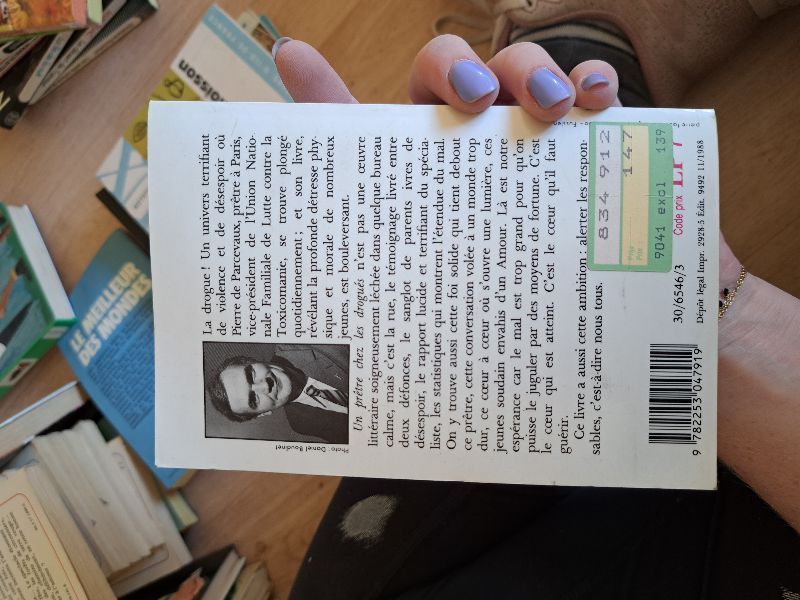 La drogue ! Un univers terrifiant
de violence et de désespoir où
Pierre de Parcevaux, prêtre à Paris,
vice-président de l'Union Natio-
nale Familiale de Lutte contre la
Toxicomanie, se trouve plongé
quotidiennement ; et son livre,
révélant la profonde détresse phy-
sique et morale de nombreux
jeunes, est bouleversant.
Photo : Daniel Boudinet
Un prêtre chez les drogués n'est pas une œuvre
littéraire soigneusement léchée dans quelque bureau
calme, mais c'est la rue, le témoignage livré entre
deux défonces, le sanglot de parents ivres de
désespoir, le rapport lucide et terrifiant du spécia-
liste, les statistiques qui montrent l'étendue du mal.
On y trouve aussi cette foi solide qui tient debout
ce prêtre, cette conversation volée à un monde trop
dur, ce cœur à cœur où s'ouvre une lumière, ces
jeunes soudain envahis d'un Amour. Là est notre
espérance car le mal est trop grand pour qu'on
puisse le juguler par des moyens de fortune. C'est
le cœur qui est atteint. C'est le cœur qu'il faut
guérir.
Ce livre a aussi cette ambition : alerter les respon-
sables, c'est-à-dire nous tous.
834 912
147
Prix
9041 excl 139
30/6546/3
Code prix LP 7
Dépôt légal Impr. 2928-5 Édit. 9492 11/1988
9 782253 047919
LE MEILLEUR
DES MONDES
oisson